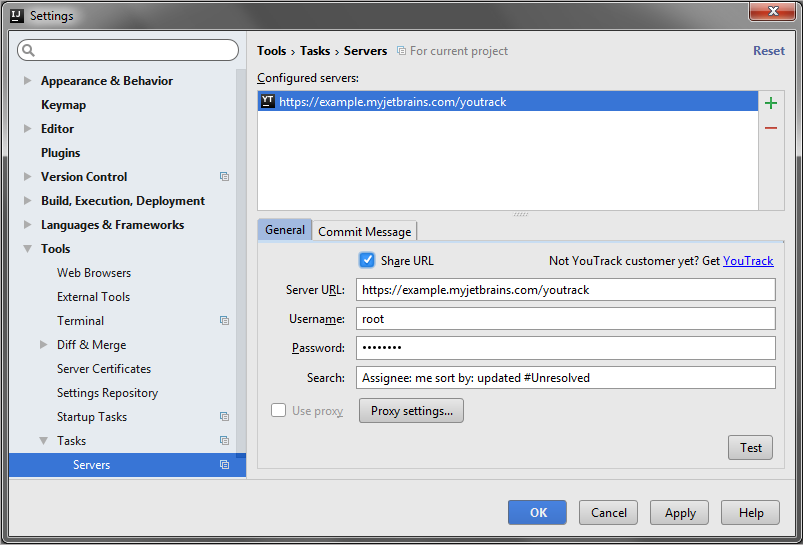 Settings
Tools › Tasks › Servers For current project Reset
Configured servers:
https://example.myjetbrains.com/youtrack
Appearance & Behavior
Keymap
Editor
Plugins
Version Control
Build, Execution, Deployment
Languages & Frameworks
Tools
Web Browsers
External Tools
Terminal
Diff & Merge
Server Certificates
Settings Repository
Startup Tasks
Tasks
Servers
General Commit Message
Share URL Not YouTrack customer yet? Get YouTrack
Server URL: https://example.myjetbrains.com/youtrack
Username: root
Password: ••••••••
Search: Assignee: me sort by: updated #Unresolved
Use proxy Proxy settings...
Test
OK Cancel Apply Help